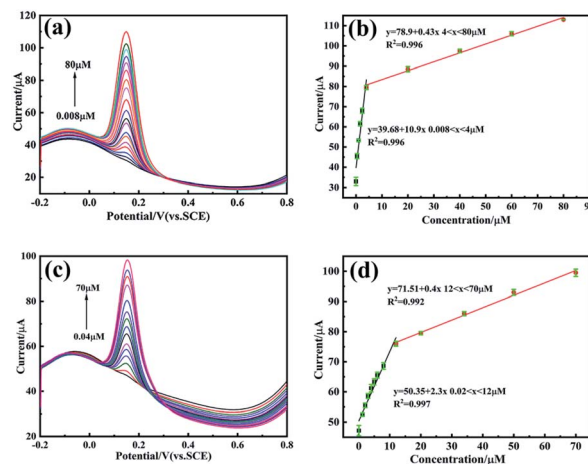 (a)
80μM
0.008μM
Current/μA
120
100
80
60
40
20
-0.2
0.0
0.2
0.4
0.6
0.8
Potential/V(vs.SCE)
(b)
y=78.9+0.43x 4<x<80μM
R²=0.996
y=39.68+10.9x 0.008<x<4μM
R²=0.996
Current/μA
110
100
90
80
70
60
50
40
30
0
20
40
60
80
Concentration/μM
(c)
70μM
0.04μM
Current/μA
100
80
60
40
20
-0.2
0.0
0.2
0.4
0.6
0.8
Potential/V(vs.SCE)
(d)
y=71.51+0.4x 12<x<70μM
R²=0.992
y=50.35+2.3x 0.02<x<12μM
R²=0.997
Current/μA
100
90
80
70
60
50
0
10
20
30
40
50
60
70
Concentration/μM